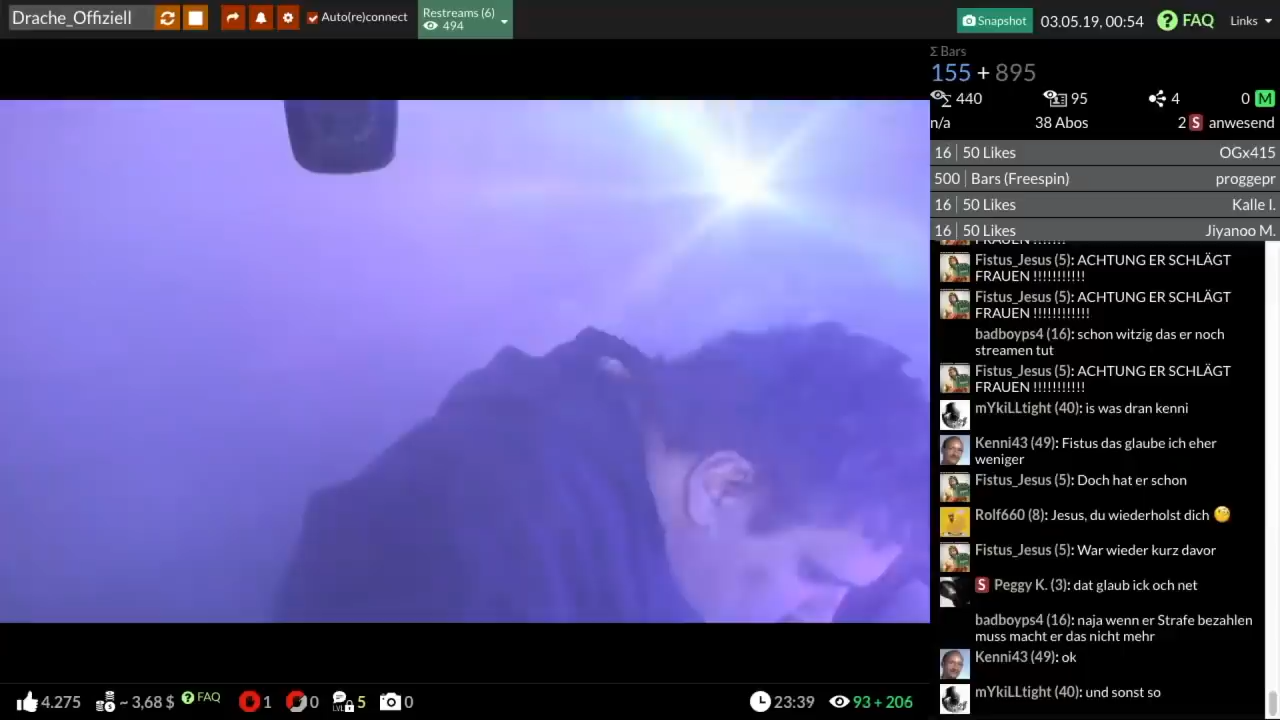 Drache_Offiziell
Auto(re)connect
Restreams (6)
494
Snapshot
03.05.19, 00:54
FAQ
Links
Σ Bars
155 + 895
440
95
4
0 M
n/a
38 Abos
2 S anwesend
16 | 50 Likes OGx415
500 | Bars (Freespin) proggepr
16 | 50 Likes Kalle I.
16 | 50 Likes Jiyanoo M.
FRAUEN !!!!!!!
Fistus_Jesus (5): ACHTUNG ER SCHLÄGT
FRAUEN !!!!!!!!!!!
Fistus_Jesus (5): ACHTUNG ER SCHLÄGT
FRAUEN !!!!!!!!!!!!
badboyps4 (16): schon witzig das er noch
streamen tut
Fistus_Jesus (5): ACHTUNG ER SCHLÄGT
FRAUEN !!!!!!!!!!!
mYkiLLtight (40): is was dran kenni
Kenni43 (49): Fistus das glaube ich eher
weniger
Fistus_Jesus (5): Doch hat er schon
Rolf660 (8): Jesus, du wiederholst dich 🧐
Fistus_Jesus (5): War wieder kurz davor
S Peggy K. (3): dat glaub ick och net
badboyps4 (16): naja wenn er Strafe bezahlen
muss macht er das nicht mehr
Kenni43 (49): ok
mYkiLLtight (40): und sonst so
4.275
~ 3,68 $
FAQ
1
0
LVL
5
0
23:39
93 + 206